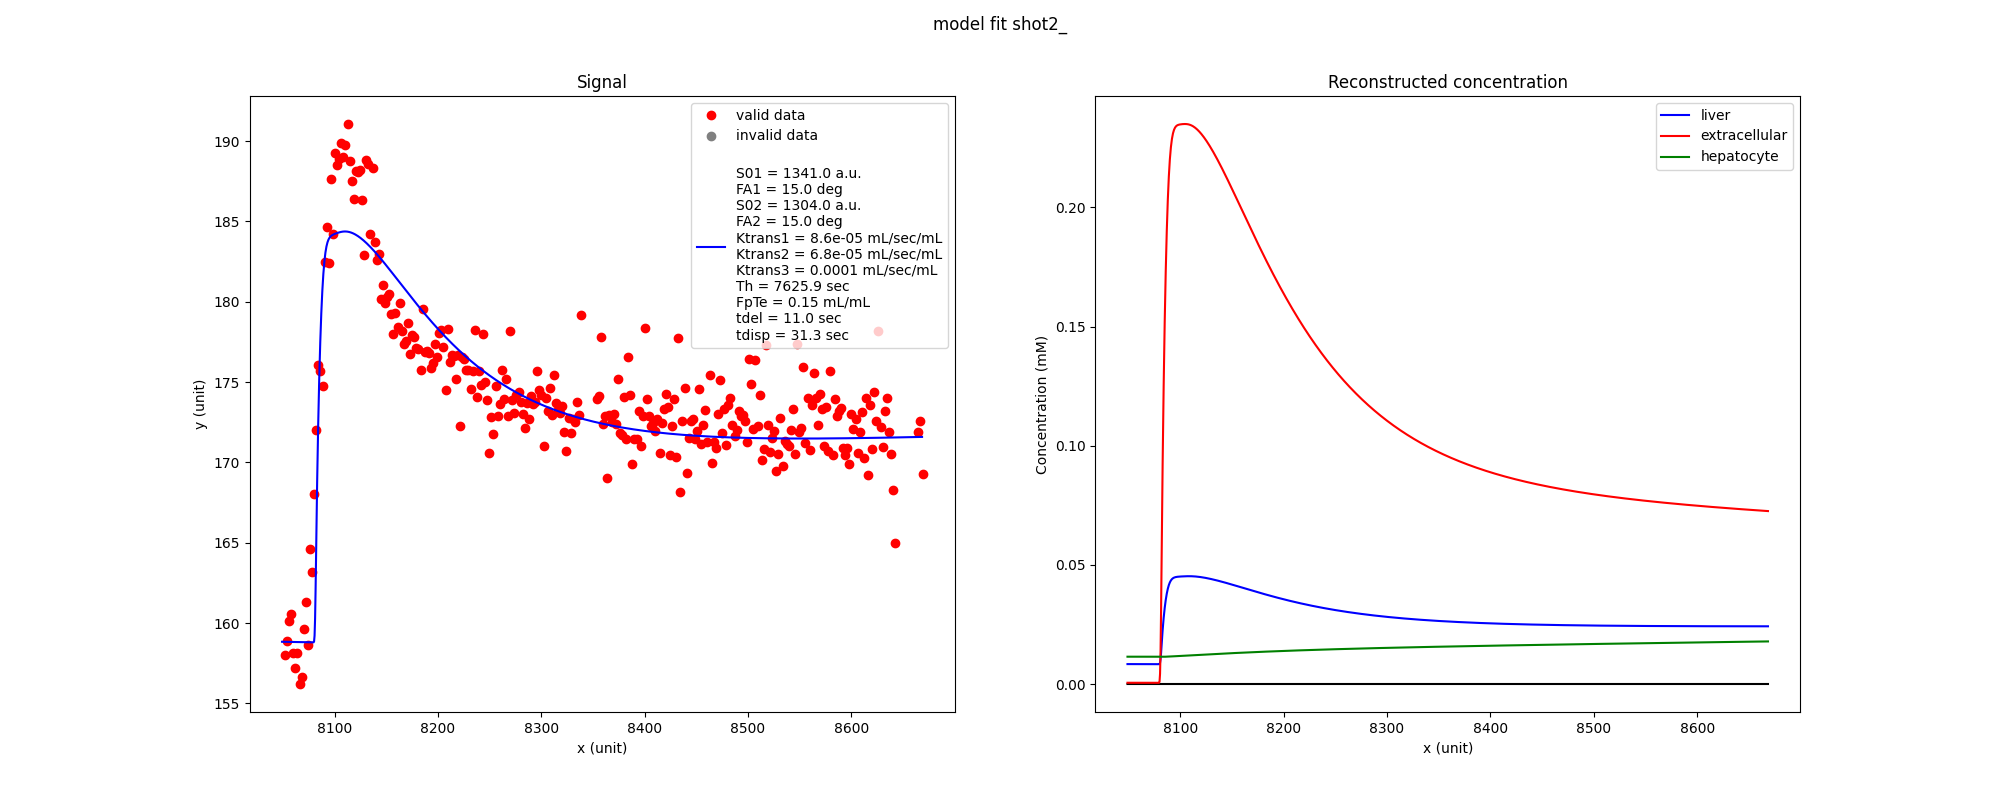 model fit shot2_
Signal
190
185
180
175
170
165
160
155
y (unit)
8100 8200 8300 8400 8500 8600
x (unit)
valid data
invalid data
S01 = 1341.0 a.u.
FA1 = 15.0 deg
S02 = 1304.0 a.u.
FA2 = 15.0 deg
Ktrans1 = 8.6e-05 mL/sec/mL
Ktrans2 = 6.8e-05 mL/sec/mL
Ktrans3 = 0.0001 mL/sec/mL
Th = 7625.9 sec
FpTe = 0.15 mL/mL
tdel = 11.0 sec
tdisp = 31.3 sec
Reconstructed concentration
0.20
0.15
0.10
0.05
0.00
Concentration (mM)
8100 8200 8300 8400 8500 8600
x (unit)
liver
extracellular
hepatocyte